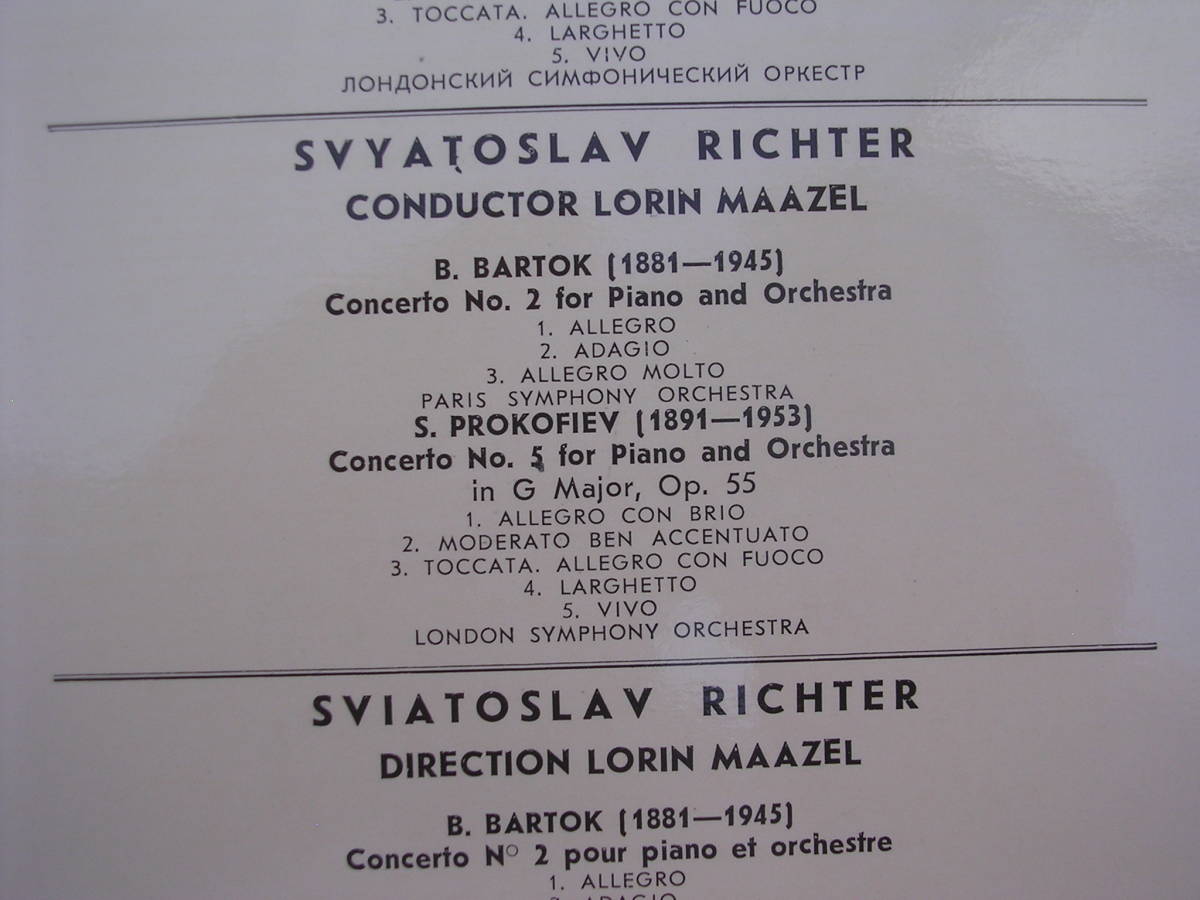 3. TOCCATA. ALLEGRO CON FUOCO
4. LARGHETTO
5. VIVO
ЛОНДОНСКИЙ СИМФОНИЧЕСКИЙ ОРКЕСТР
SVYATOSLAV RICHTER
CONDUCTOR LORIN MAAZEL
B. BARTOK (1881—1945)
Concerto No. 2 for Piano and Orchestra
1. ALLEGRO
2. ADAGIO
3. ALLEGRO MOLTO
PARIS SYMPHONY ORCHESTRA
S. PROKOFIEV (1891—1953)
Concerto No. 5 for Piano and Orchestra
in G Major, Op. 55
1. ALLEGRO CON BRIO
2. MODERATO BEN ACCENTUATO
3. TOCCATA. ALLEGRO CON FUOCO
4. LARGHETTO
5. VIVO
LONDON SYMPHONY ORCHESTRA
SVIATOSLAV RICHTER
DIRECTION LORIN MAAZEL
B. BARTOK (1881—1945)
Concerto N° 2 pour piano et orchestre
1. ALLEGRO